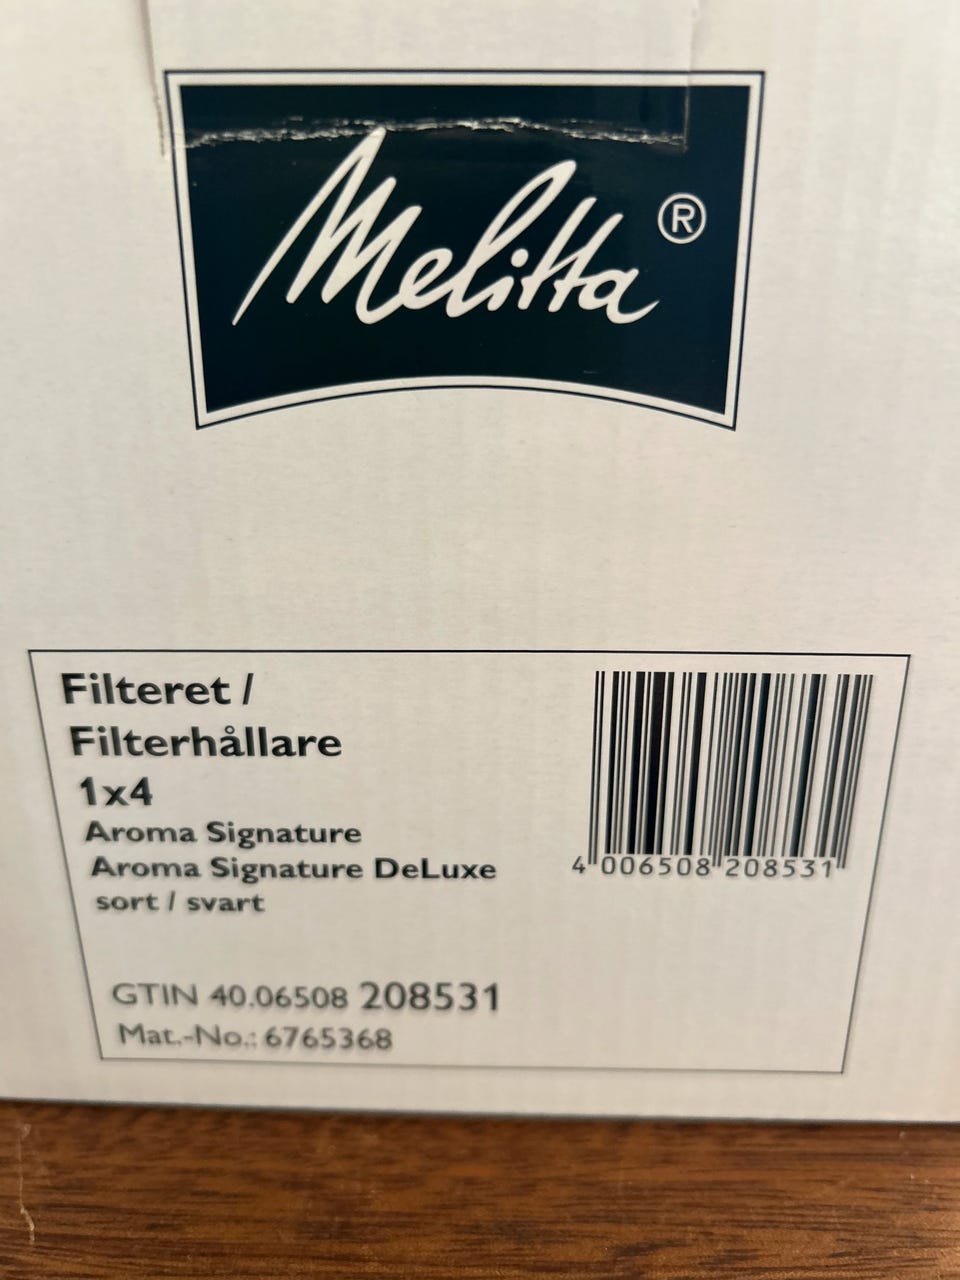 Melitta®
Filteret /
Filterhållare
1x4
Aroma Signature
Aroma Signature DeLuxe
sort / svart
4 006508 208531
GTIN 40.06508 208531
Mat.-No.: 6765368